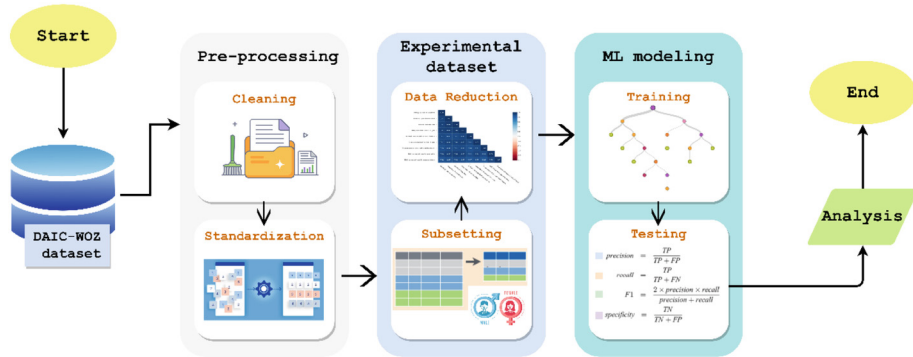 Start
DAIC-WOZ
dataset
Pre-processing
Cleaning
Standardization
Experimental
dataset
Data Reduction
Subsetting
ML modeling
Training
Testing
precision = TP / TP + FP
recall = TP / TP + FN
F1 = 2 × precision × recall / precision + recall
specificity = TN / TN + FP
Analysis
End